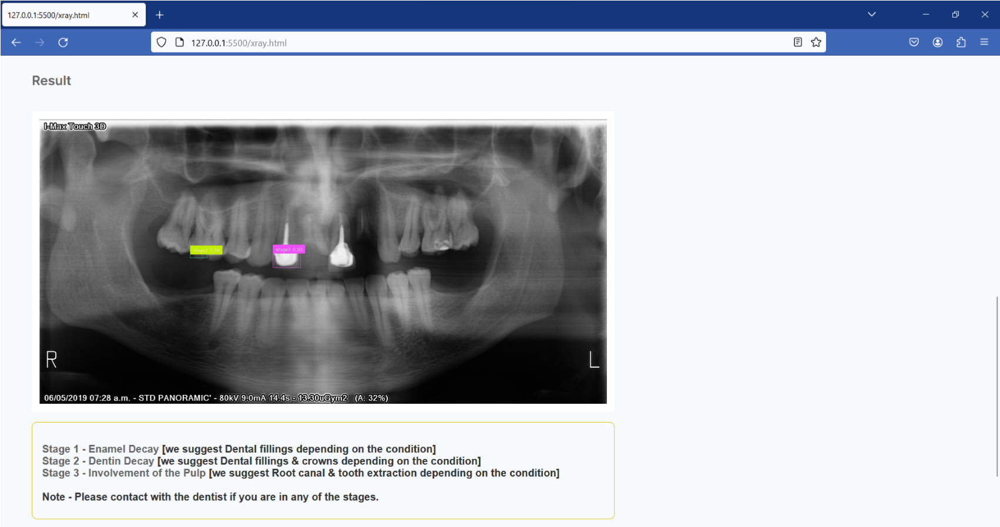 127.0.0.1:5500/xray.html
127.0.0.1:5500/xray.html
Result
I-Max Touch 3D
stage2
stage3 0.50
R
L
06/05/2019 07:28 a.m. - STD PANORAMIC' - 80kV 9.0mA 14.4s - 13.30uGym2 (A: 32%)
Stage 1 - Enamel Decay [we suggest Dental fillings depending on the condition]
Stage 2 - Dentin Decay [we suggest Dental fillings & crowns depending on the condition]
Stage 3 - Involvement of the Pulp [we suggest Root canal & tooth extraction depending on the condition]
Note - Please contact with the dentist if you are in any of the stages.